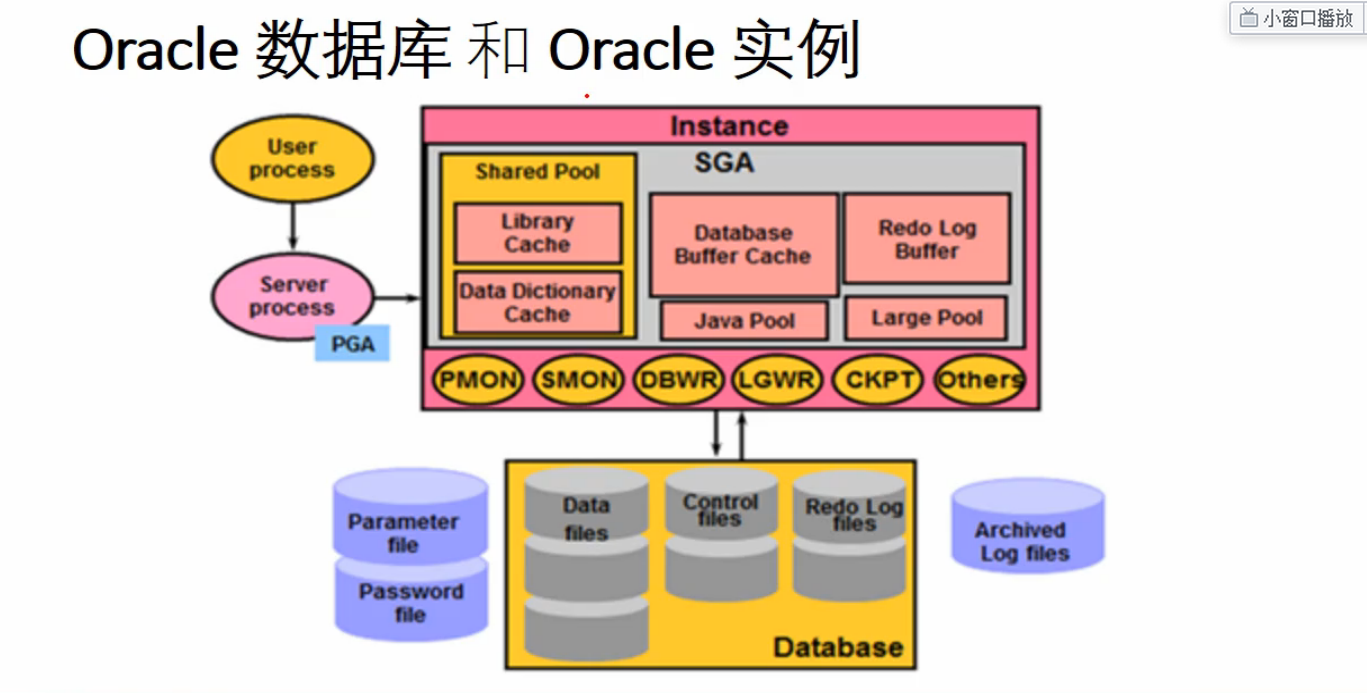 小窗口播放
Oracle 数据库 和 Oracle 实例
User
process
Server
process
PGA
Instance
SGA
Shared Pool
Library
Cache
Data Dictionary
Cache
Database
Buffer Cache
Redo Log
Buffer
Java Pool
Large Pool
PMON
SMON
DBWR
LGWR
CKPT
Others
Parameter
file
Password
file
Data
files
Control
files
Redo Log
files
Database
Archived
Log files